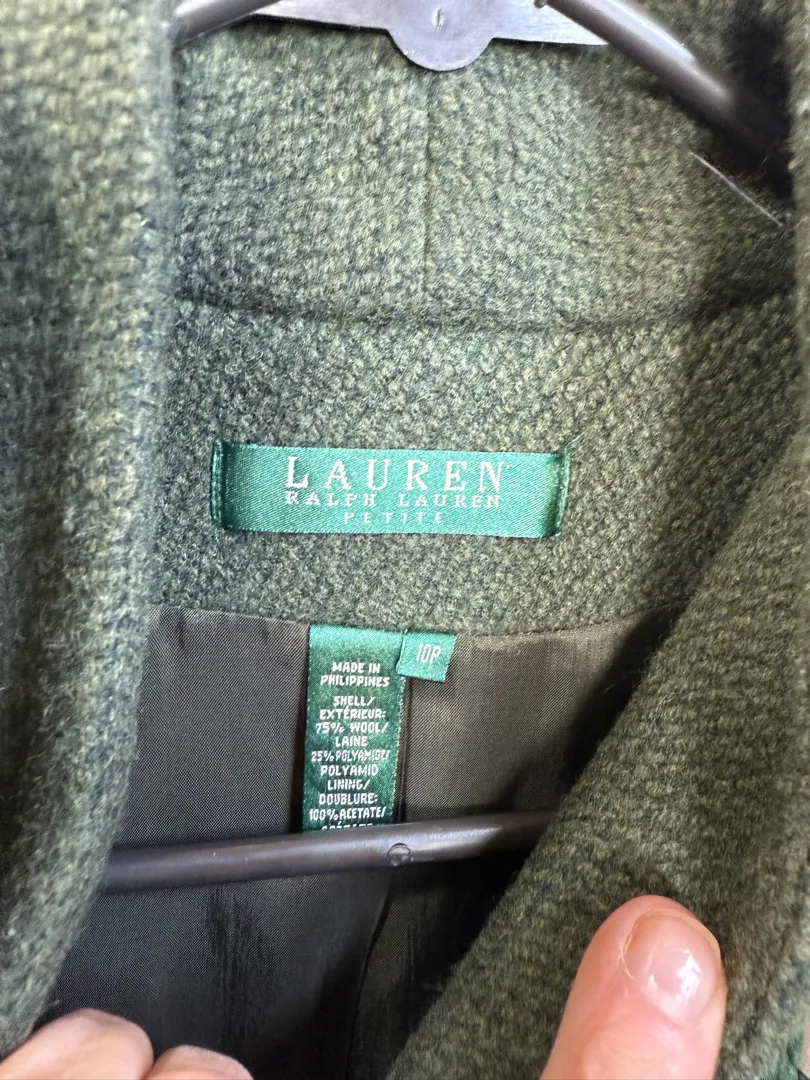 LAUREN
RALPH LAUREN
PETITE
10P
MADE IN
PHILIPPINES
SHELL/
EXTÉRIEUR:
75% WOOL/
LAINE
25% POLYAMIDE/
POLYAMID
LINING/
DOUBLURE:
100% ACETATE/